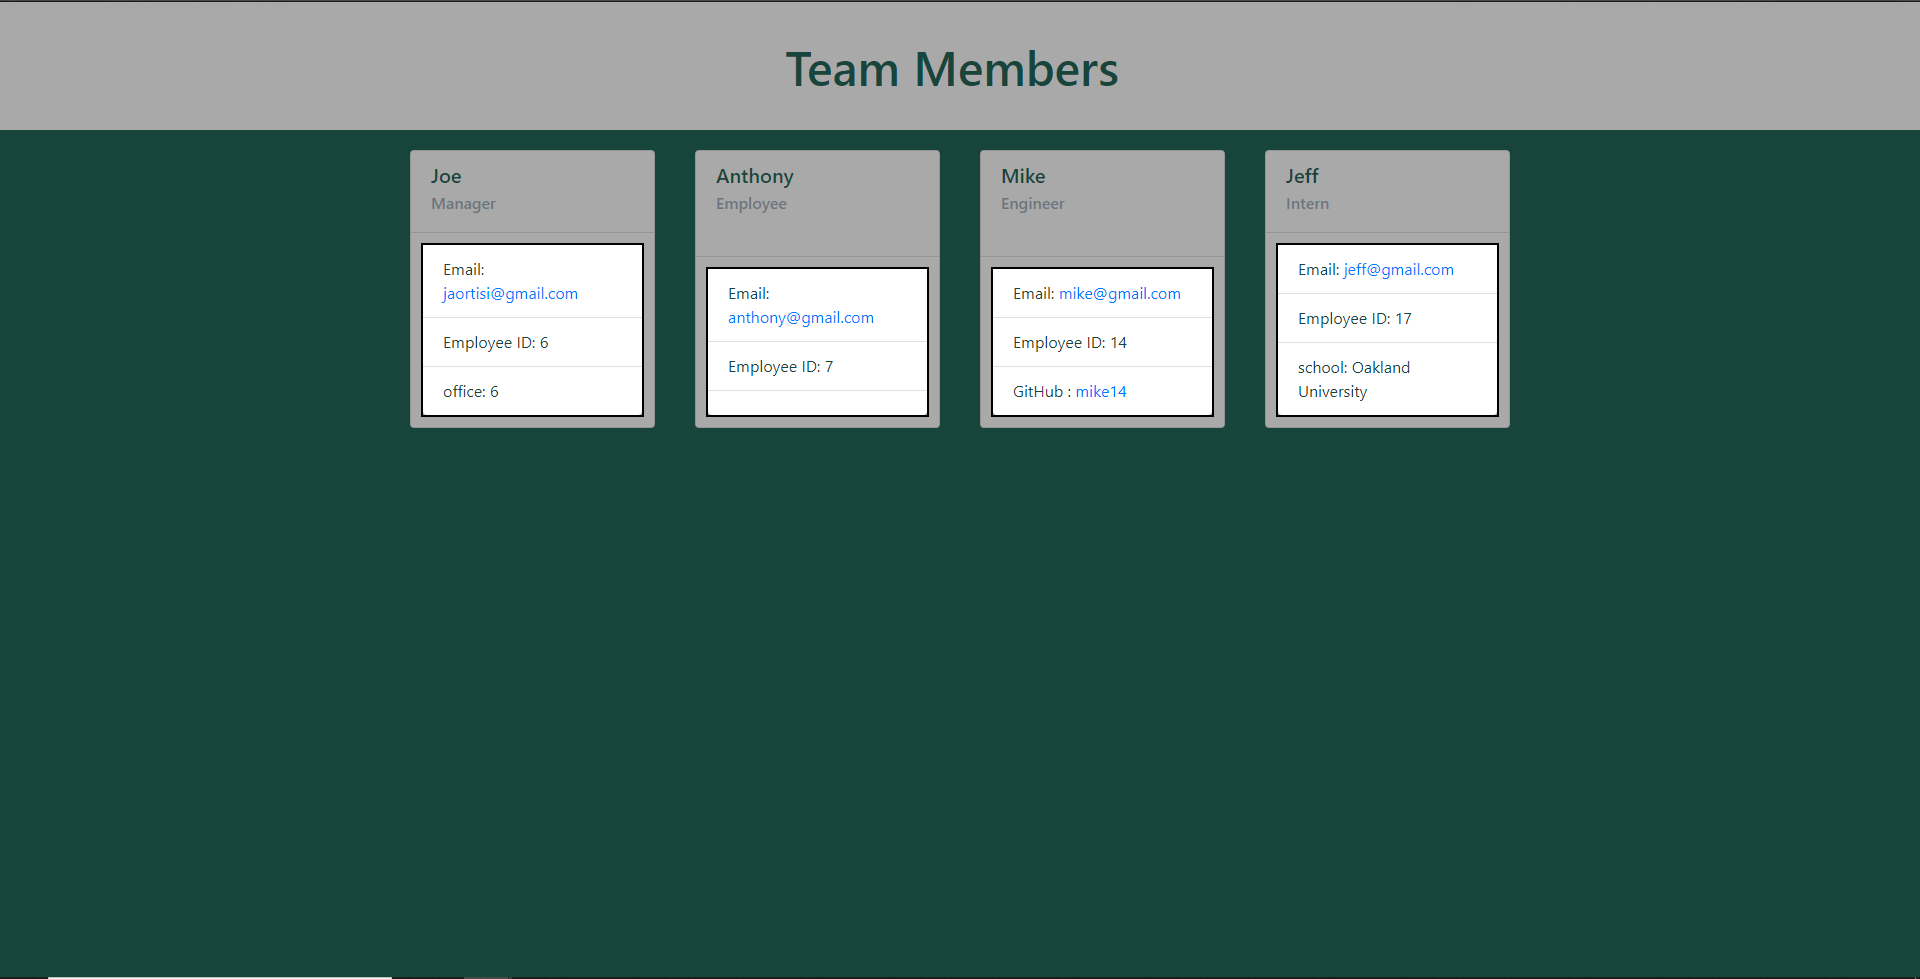 Team Members
Joe
Manager
Email:
jaortisi@gmail.com
Employee ID: 6
office: 6
Anthony
Employee
Email:
anthony@gmail.com
Employee ID: 7
Mike
Engineer
Email: mike@gmail.com
Employee ID: 14
GitHub : mike14
Jeff
Intern
Email: jeff@gmail.com
Employee ID: 17
school: Oakland
University